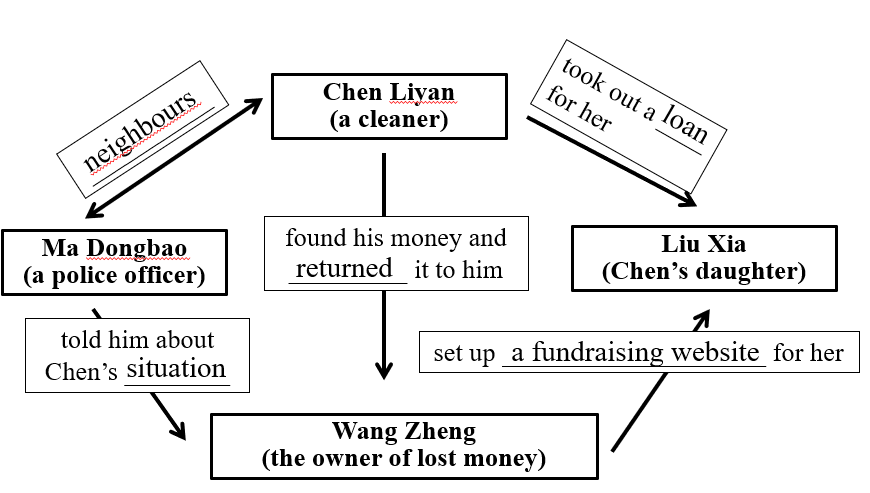 Chen Liyan
(a cleaner)
neighbours
took out a loan
for her
Ma Dongbao
(a police officer)
found his money and
returned it to him
Liu Xia
(Chen's daughter)
told him about
Chen's situation
set up a fundraising website for her
Wang Zheng
(the owner of lost money)